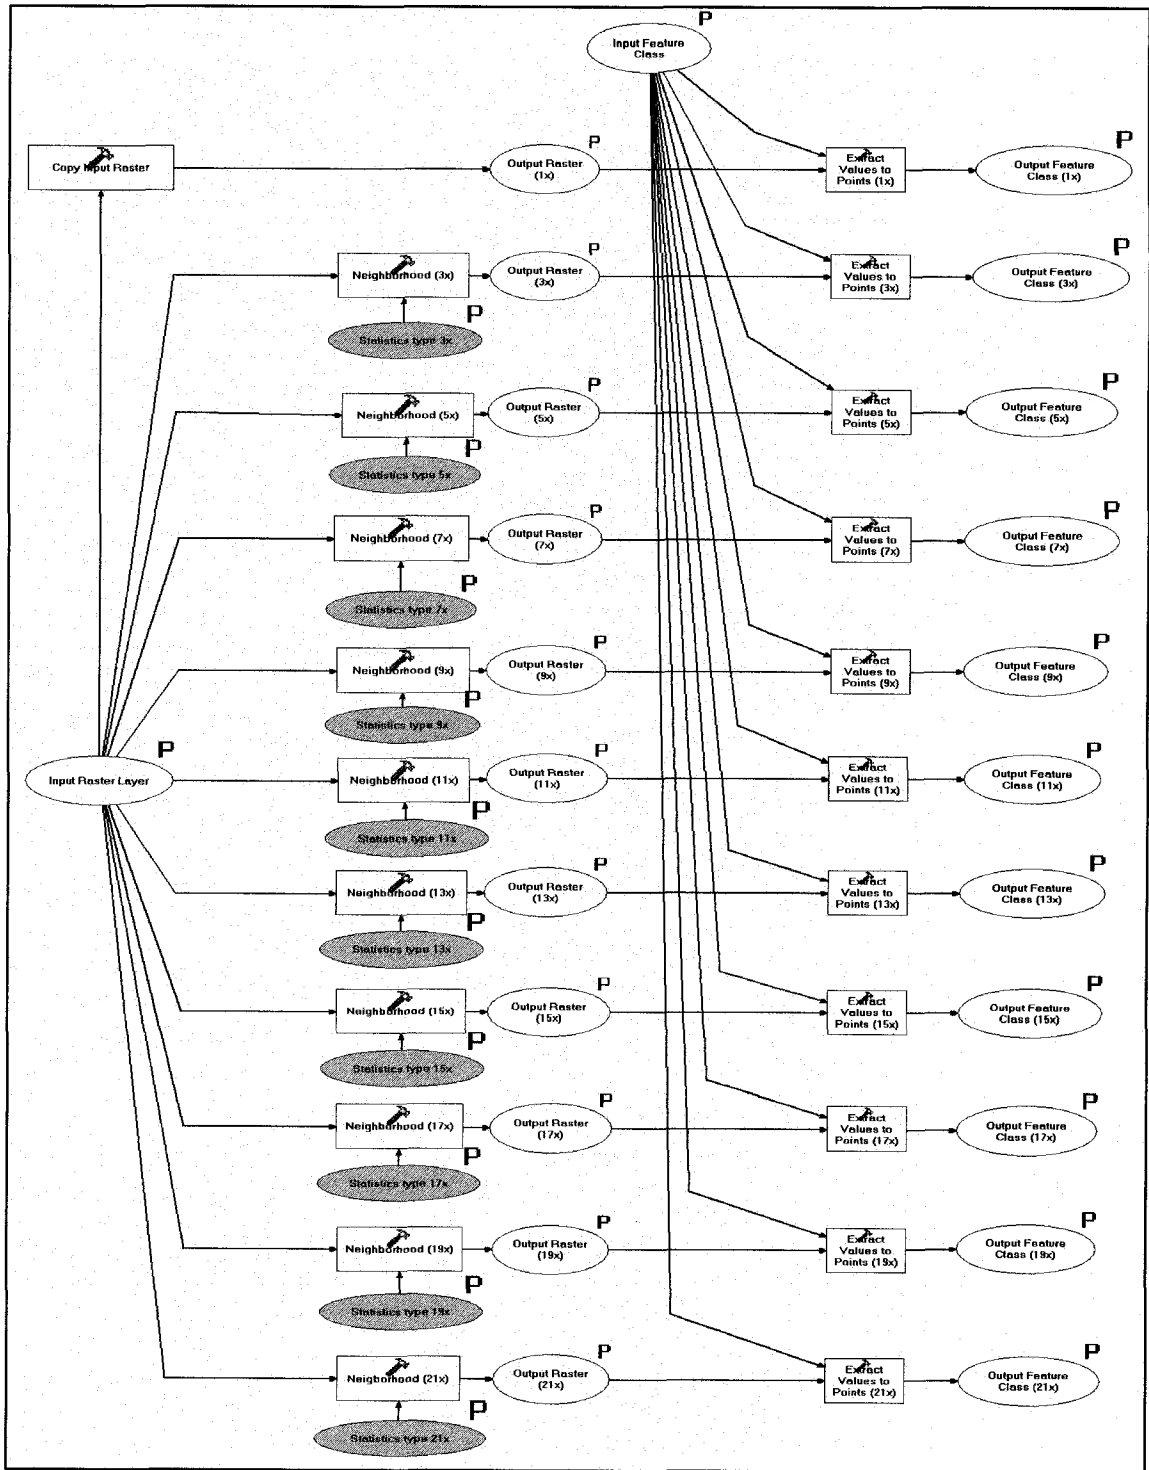 P
Input Feature
Class
P
Copy Input Raster
Output Raster
(1x)
Extract
Values to
Points (1x)
P
Output Feature
Class (1x)
P
Neighborhood (3x)
Output Raster
(3x)
Extract
Values to
Points (3x)
P
Output Feature
Class (3x)
P
Statistics type 3x
P
Neighborhood (5x)
Output Raster
(5x)
Extract
Values to
Points (5x)
P
Output Feature
Class (5x)
P
Statistics type 5x
P
Neighborhood (7x)
Output Raster
(7x)
Extract
Values to
Points (7x)
P
Output Feature
Class (7x)
P
Statistics type 7x
P
Neighborhood (9x)
Output Raster
(9x)
Extract
Values to
Points (9x)
P
Output Feature
Class (9x)
P
Statistics type 9x
P
Input Raster Layer
P
Neighborhood (11x)
Output Raster
(11x)
Extract
Values to
Points (11x)
P
Output Feature
Class (11x)
P
Statistics type 11x
P
Neighborhood (13x)
Output Raster
(13x)
Extract
Values to
Points (13x)
P
Output Feature
Class (13x)
P
Statistics type 13x
P
Neighborhood (15x)
Output Raster
(15x)
Extract
Values to
Points (15x)
P
Output Feature
Class (15x)
P
Statistics type 15x
P
Neighborhood (17x)
Output Raster
(17x)
Extract
Values to
Points (17x)
P
Output Feature
Class (17x)
P
Statistics type 17x
P
Neighborhood (19x)
Output Raster
(19x)
Extract
Values to
Points (19x)
P
Output Feature
Class (19x)
P
Statistics type 19x
P
Neigborhood (21x)
Output Raster
(21x)
Extract
Values to
Points (21x)
P
Output Feature
Class (21x)
P
Statistics type 21x